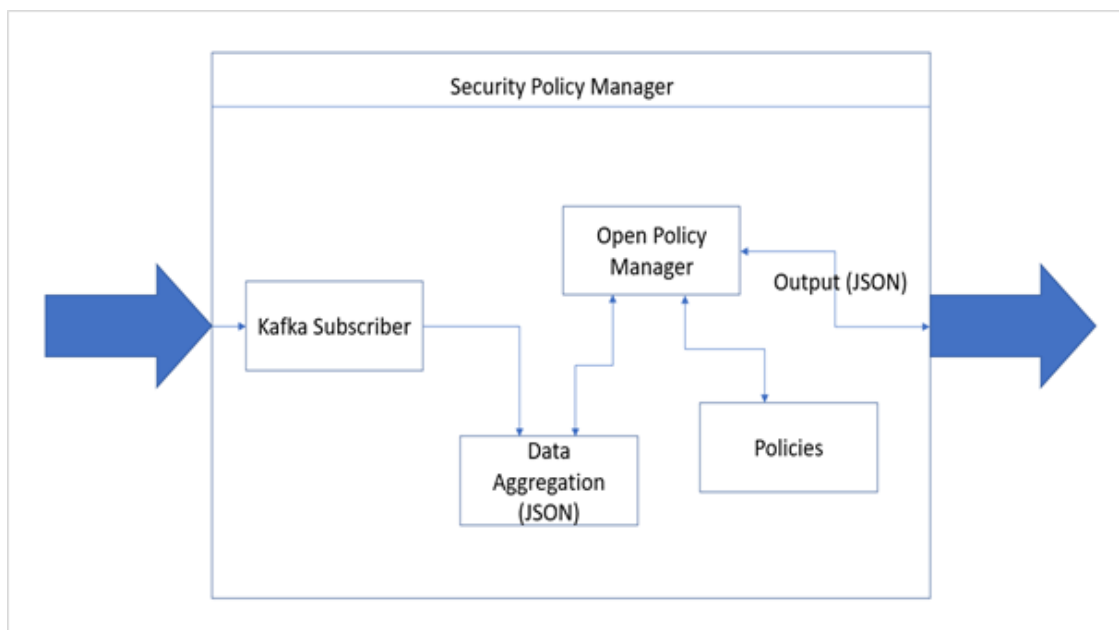 Security Policy Manager
Open Policy
Manager
Output (JSON)
Kafka Subscriber
Data
Aggregation
(JSON)
Policies